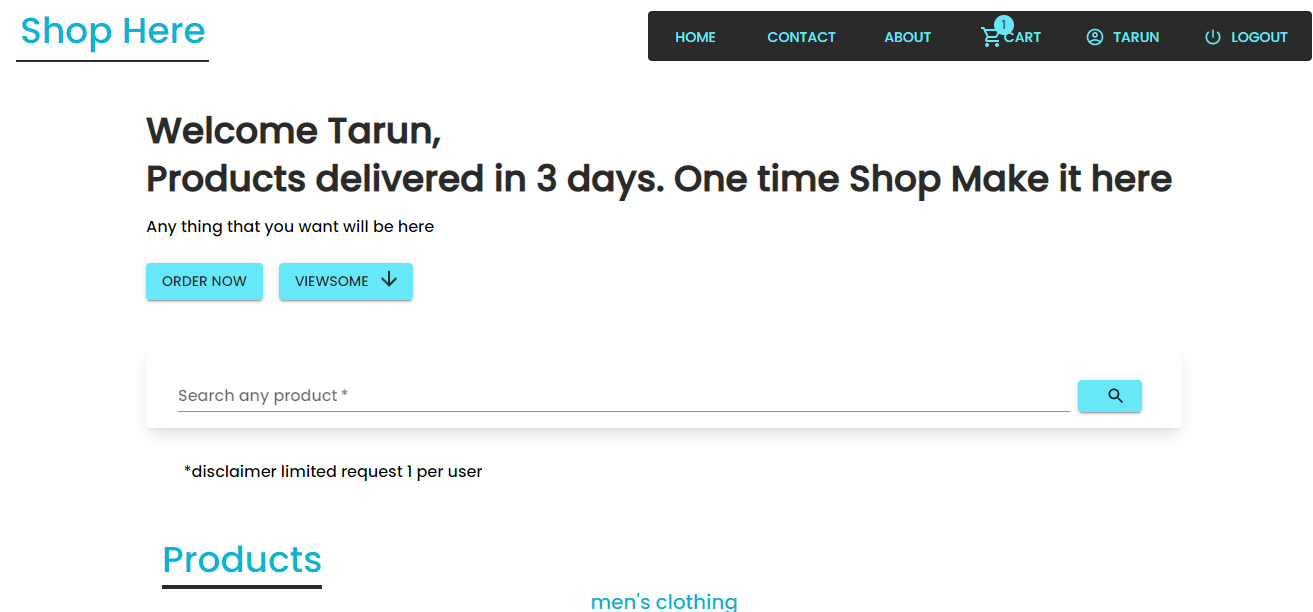 Shop Here
HOME CONTACT ABOUT 1 CART TARUN LOGOUT
Welcome Tarun,
Products delivered in 3 days. One time Shop Make it here
Any thing that you want will be here
ORDER NOW VIEWSOME
Search any product *
*disclaimer limited request 1 per user
Products
men's clothing